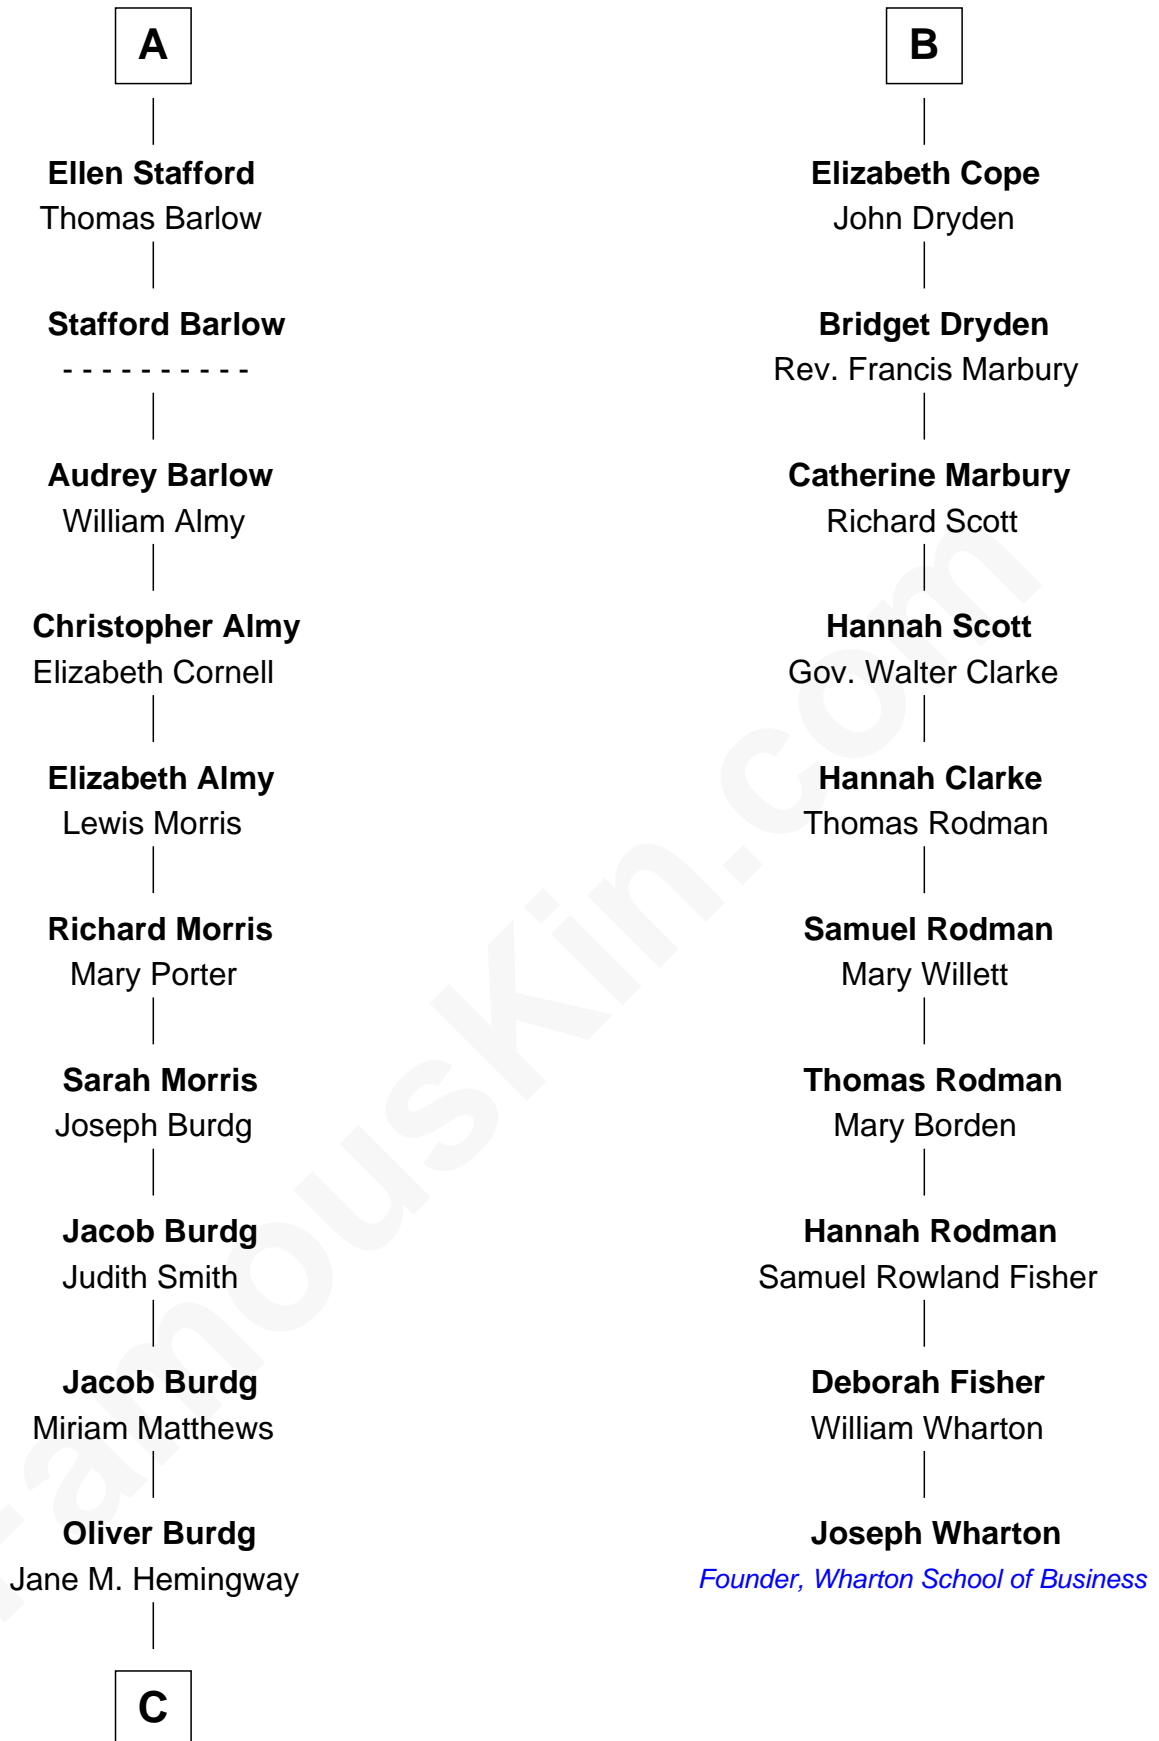 A
Ellen Stafford
Thomas Barlow
Stafford Barlow
- - - - - - - - - -
Audrey Barlow
William Almy
Christopher Almy
Elizabeth Cornell
Elizabeth Almy
Lewis Morris
Richard Morris
Mary Porter
Sarah Morris
Joseph Burdg
Jacob Burdg
Judith Smith
Jacob Burdg
Miriam Matthews
Oliver Burdg
Jane M. Hemingway
C
B
Elizabeth Cope
John Dryden
Bridget Dryden
Rev. Francis Marbury
Catherine Marbury
Richard Scott
Hannah Scott
Gov. Walter Clarke
Hannah Clarke
Thomas Rodman
Samuel Rodman
Mary Willett
Thomas Rodman
Mary Borden
Hannah Rodman
Samuel Rowland Fisher
Deborah Fisher
William Wharton
Joseph Wharton
Founder, Wharton School of Business
FamousKin.com